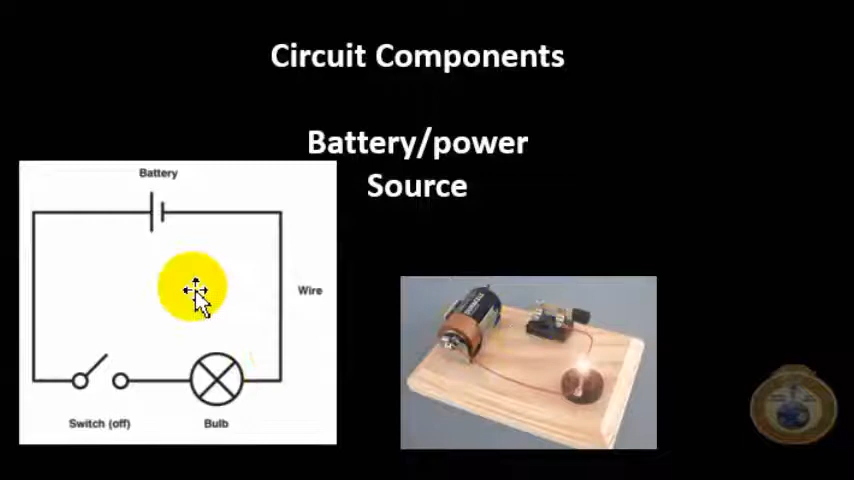 Circuit Components
Battery/power
Source
Battery
Wire
Switch (off)
Bulb